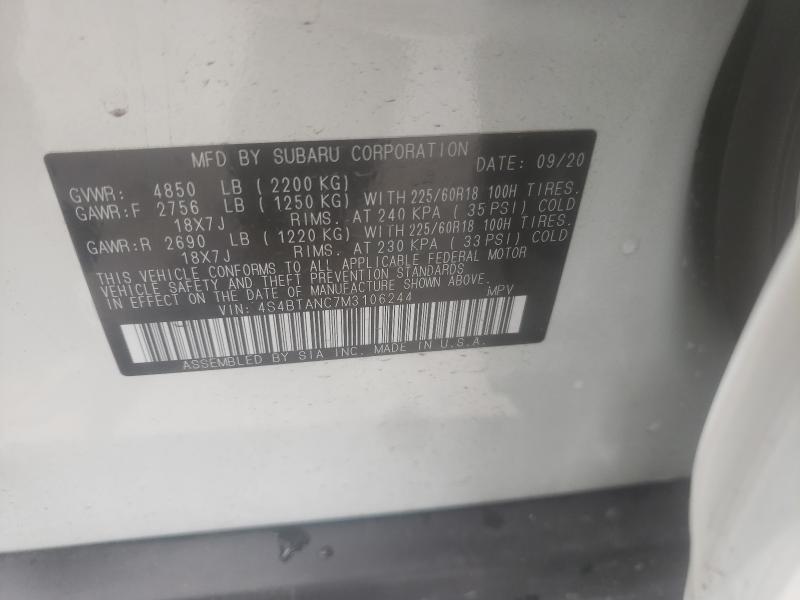 MFD BY SUBARU CORPORATION DATE: 09/20
GVWR: 4850 LB ( 2200 KG)
GAWR:F 2756 LB ( 1250 KG) WITH 225/60R18 100H TIRES.
18X7J RIMS. AT 240 KPA ( 35 PSI) COLD
GAWR:R 2690 LB ( 1220 KG) WITH 225/60R18 100H TIRES.
18X7J RIMS. AT 230 KPA ( 33 PSI) COLD
THIS VEHICLE CONFORMS TO ALL APPLICABLE FEDERAL MOTOR
VEHICLE SAFETY AND THEFT PREVENTION STANDARDS
IN EFFECT ON THE DATE OF MANUFACTURE SHOWN ABOVE.
VIN: 4S4BTANC7M3106244 MPV
ASSEMBLED BY SIA INC. MADE IN U.S.A.